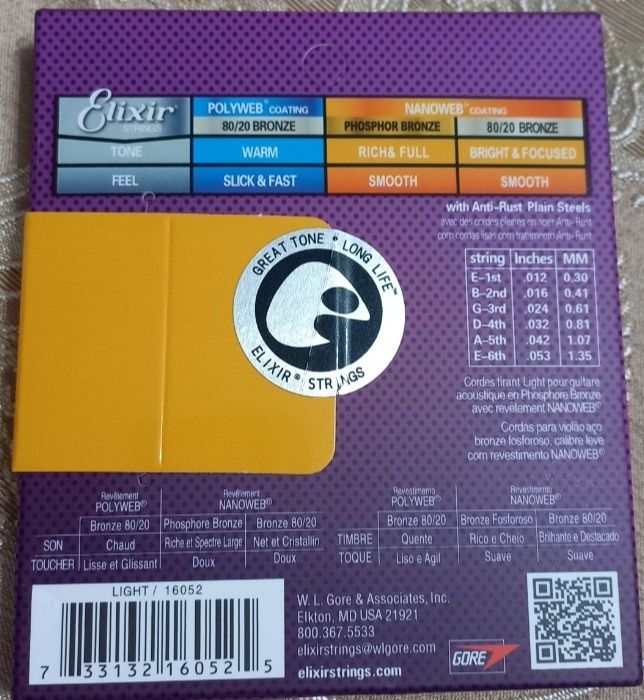 Elixir
STRINGS
POLYWEB® COATING
NANOWEB® COATING
80/20 BRONZE
PHOSPHOR BRONZE
80/20 BRONZE
TONE
WARM
RICH & FULL
BRIGHT & FOCUSED
FEEL
SLICK & FAST
SMOOTH
SMOOTH
with Anti-Rust Plain Steels
avec des cordes pleines en acier Anti-Rust
com cordas lisas com tratamento Anti-Rust
string Inches MM
E-1st .012 0.30
B-2nd .016 0.41
G-3rd .024 0.61
D-4th .032 0.81
A-5th .042 1.07
E-6th .053 1.35
GREAT TONE • LONG LIFE™
ELIXIR® STRINGS
Cordes tirant Light pour guitare
acoustique en Phosphore Bronze
avec revêtement NANOWEB®
Cordas para violão aço
bronze fosforoso, calibre leve
com revestimento NANOWEB®
Revêtement
POLYWEB®
Revêtement
NANOWEB®
Bronze 80/20 Phosphore Bronze Bronze 80/20
SON Chaud Riche et Spectre Large Net et Cristallin
TOUCHER Lisse et Glissant Doux Doux
Revestimento
POLYWEB®
Revestimento
NANOWEB®
Bronze 80/20 Bronze Fostoroso Bronze 80/20
TIMBRE Quente Rico e Cheio Brilhante e Destacado
TOQUE Liso e Agil Suave Suave
LIGHT / 16052
7 33132 16052 5
W. L. Gore & Associates, Inc.
Elkton, MD USA 21921
800.367.5533
elixirstrings@wlgore.com
elixirstrings.com
GORE